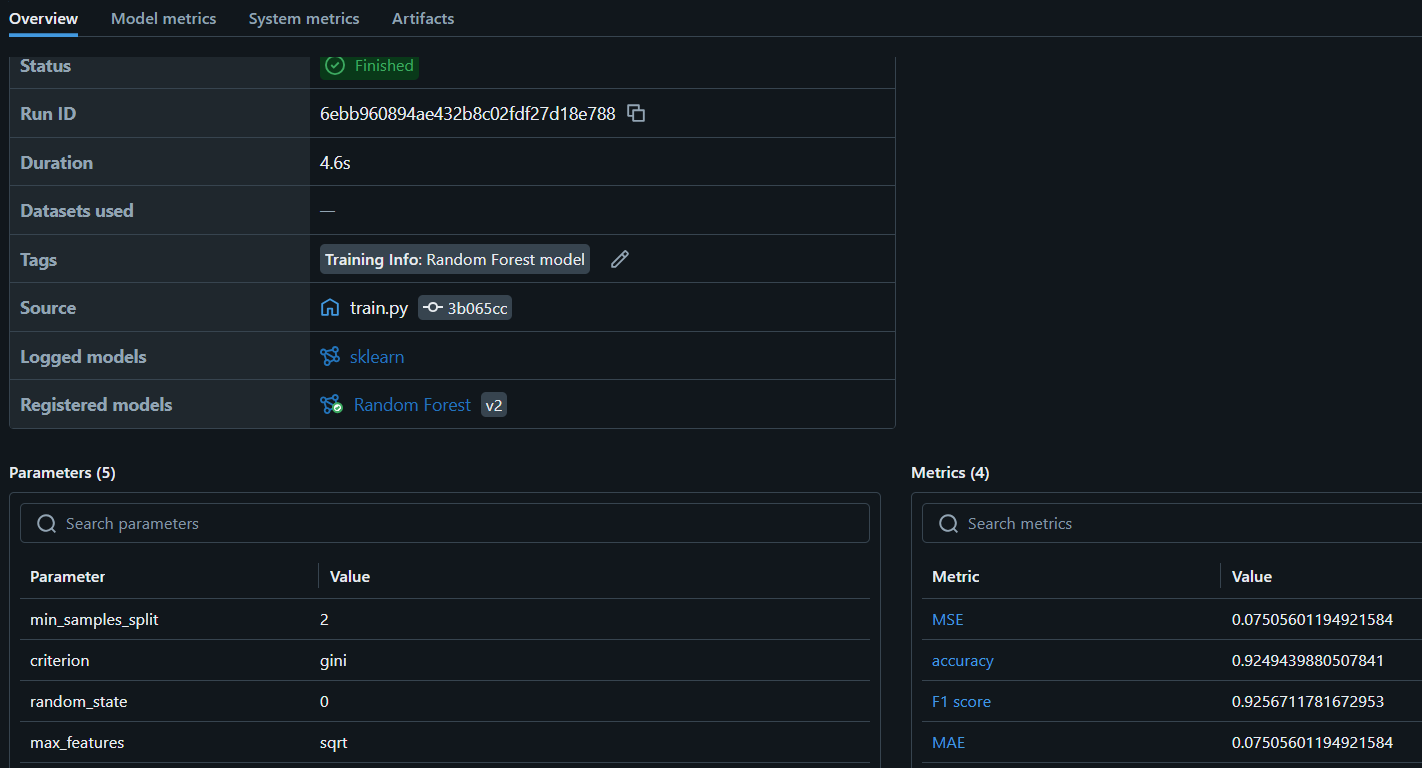 Overview Model metrics System metrics Artifacts
Status Finished
Run ID 6ebb960894ae432b8c02fdf27d18e788
Duration 4.6s
Datasets used —
Tags Training Info: Random Forest model
Source train.py 3b065cc
Logged models sklearn
Registered models Random Forest v2
Parameters (5)
Search parameters
Parameter Value
min_samples_split 2
criterion gini
random_state 0
max_features sqrt
Metrics (4)
Search metrics
Metric Value
MSE 0.07505601194921584
accuracy 0.9249439880507841
F1 score 0.9256711781672953
MAE 0.07505601194921584